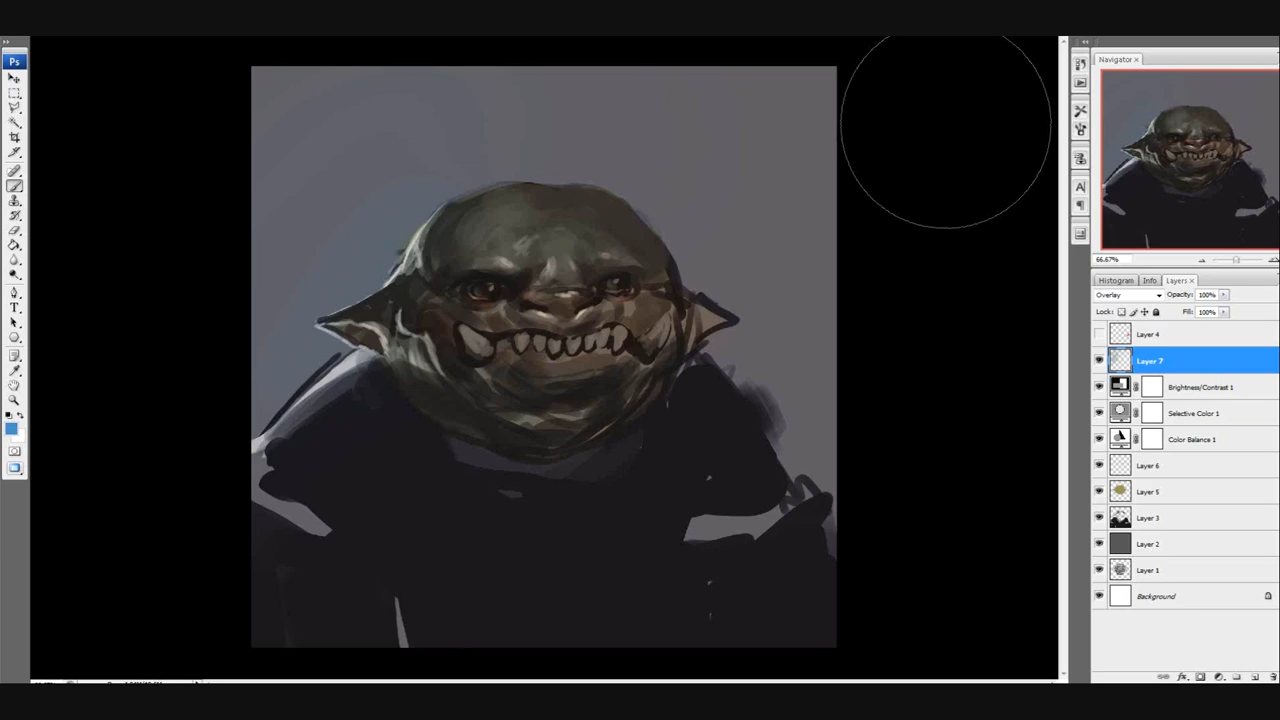 Ps
Navigator ×
66.67%
Histogram Info Layers ×
Overlay Opacity: 100%
Lock: Fill: 100%
Layer 4
Layer 7
Brightness/Contrast 1
Selective Color 1
Color Balance 1
Layer 6
Layer 5
Layer 3
Layer 2
Layer 1
Background